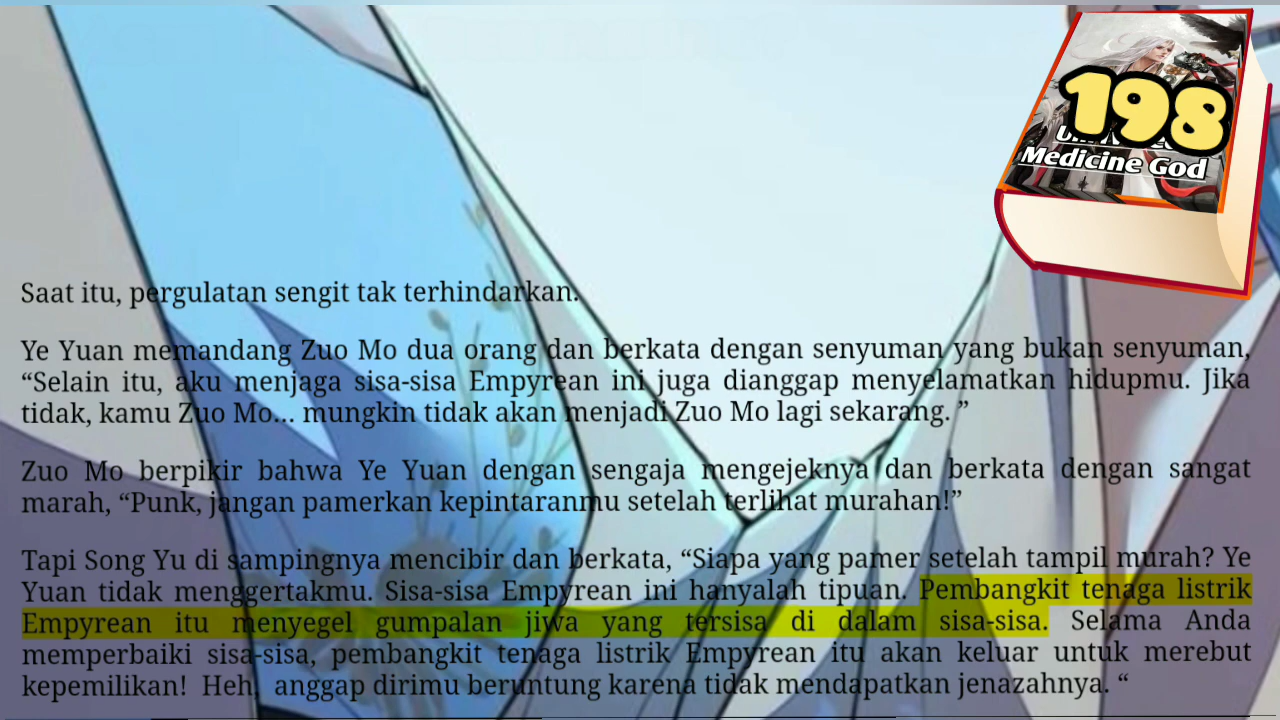 198
Medicine God
Saat itu, pergulatan sengit tak terhindarkan.
Ye Yuan memandang Zuo Mo dua orang dan berkata dengan senyuman yang bukan senyuman,
“Selain itu, aku menjaga sisa-sisa Empyrean ini juga dianggap menyelamatkan hidupmu. Jika
tidak, kamu Zuo Mo... mungkin tidak akan menjadi Zuo Mo lagi sekarang. ”
Zuo Mo berpikir bahwa Ye Yuan dengan sengaja mengejeknya dan berkata dengan sangat
marah, “Punk, jangan pamerkan kepintaranmu setelah terlihat murahan!”
Tapi Song Yu di sampingnya mencibir dan berkata, “Siapa yang pamer setelah tampil murah? Ye
Yuan tidak menggertakmu. Sisa-sisa Empyrean ini hanyalah tipuan. Pembangkit tenaga listrik
Empyrean itu menyegel gumpalan jiwa yang tersisa di dalam sisa-sisa. Selama Anda
memperbaiki sisa-sisa, pembangkit tenaga listrik Empyrean itu akan keluar untuk merebut
kepemilikan! Heh, anggap dirimu beruntung karena tidak mendapatkan jenazahnya. “